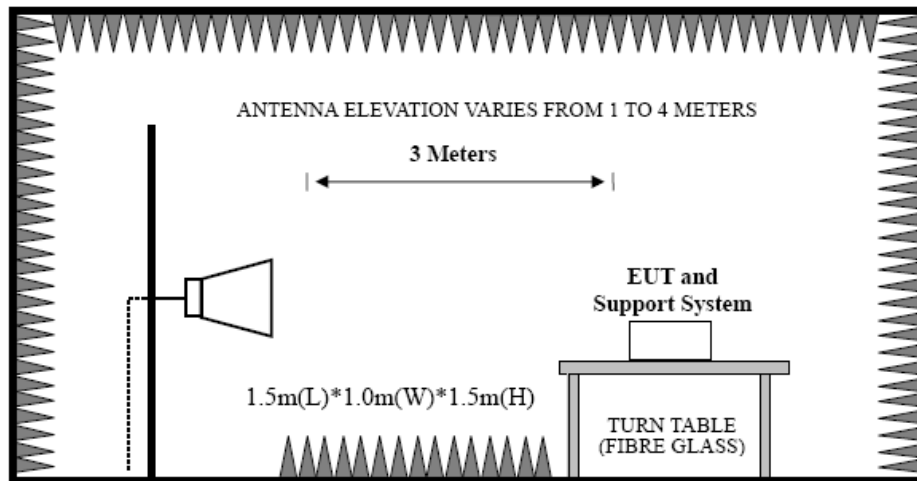 ANTENNA ELEVATION VARIES FROM 1 TO 4 METERS
3 Meters
EUT and
Support System
1.5m(L)*1.0m(W)*1.5m(H)
TURN TABLE
(FIBRE GLASS)